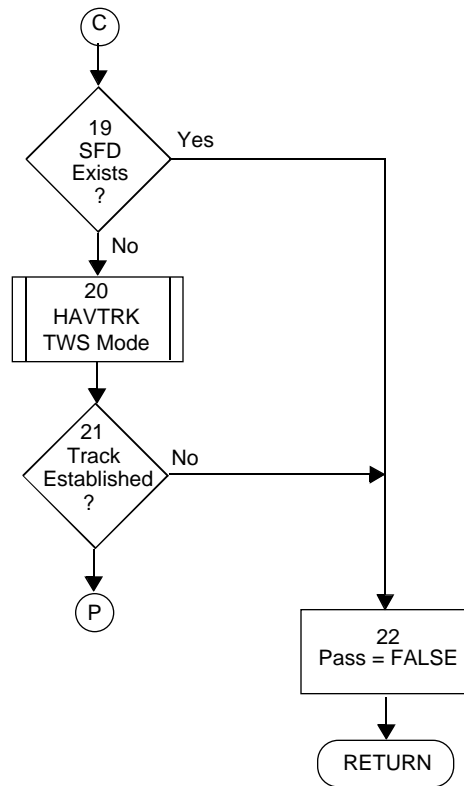 C
19
SFD
Exists
?
Yes
No
20
HAVTRK
TWS Mode
21
Track
Established
?
No
P
22
Pass = FALSE
RETURN